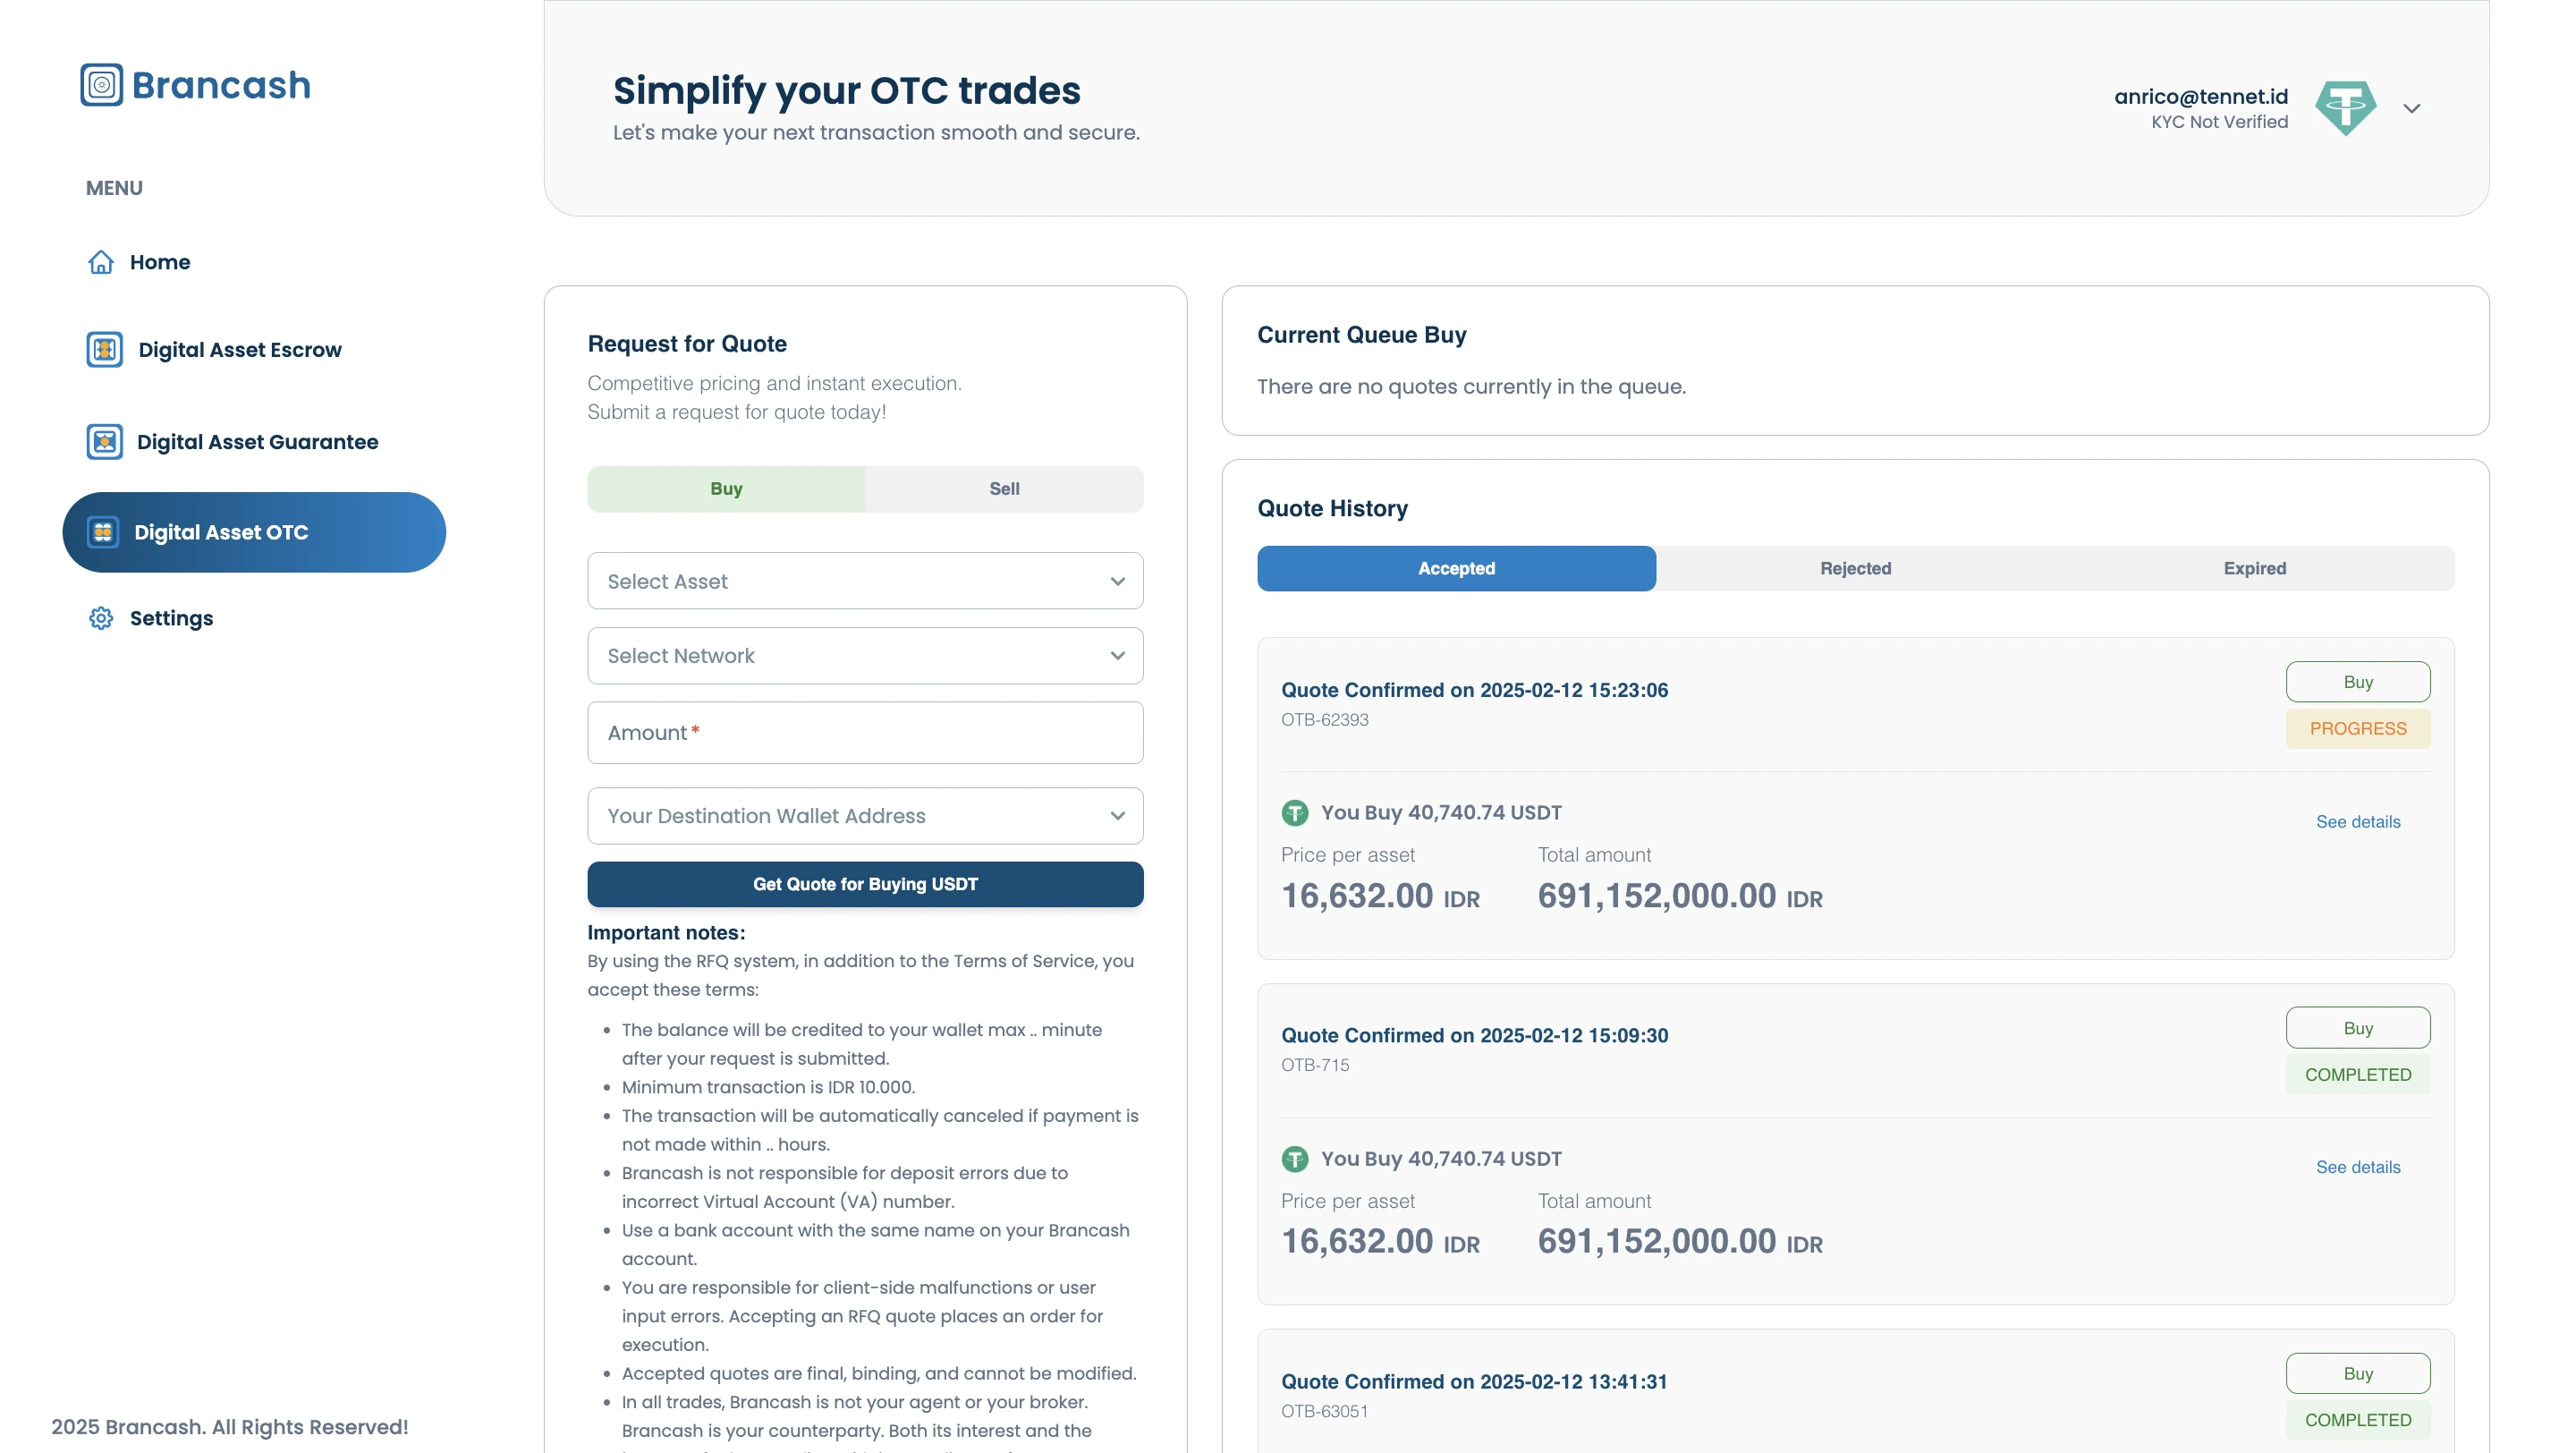 Brancash
MENU
Home
Digital Asset Escrow
Digital Asset Guarantee
Digital Asset OTC
Settings
2025 Brancash. All Rights Reserved!
Simplify your OTC trades
Let's make your next transaction smooth and secure.
anrico@tennet.id
KYC Not Verified
Request for Quote
Competitive pricing and instant execution.
Submit a request for quote today!
Buy
Sell
Select Asset
Select Network
Amount*
Your Destination Wallet Address
Get Quote for Buying USDT
Important notes:
By using the RFQ system, in addition to the Terms of Service, you
accept these terms:
• The balance will be credited to your wallet max .. minute
after your request is submitted.
• Minimum transaction is IDR 10.000.
• The transaction will be automatically canceled if payment is
not made within .. hours.
• Brancash is not responsible for deposit errors due to
incorrect Virtual Account (VA) number.
• Use a bank account with the same name on your Brancash
account.
• You are responsible for client-side malfunctions or user
input errors. Accepting an RFQ quote places an order for
execution.
• Accepted quotes are final, binding, and cannot be modified.
• In all trades, Brancash is not your agent or your broker.
Brancash is your counterparty. Both its interest and the
Current Queue Buy
There are no quotes currently in the queue.
Quote History
Accepted
Rejected
Expired
Quote Confirmed on 2025-02-12 15:23:06
OTB-62393
Buy
PROGRESS
You Buy 40,740.74 USDT
See details
Price per asset
Total amount
16,632.00 IDR
691,152,000.00 IDR
Quote Confirmed on 2025-02-12 15:09:30
OTB-715
Buy
COMPLETED
You Buy 40,740.74 USDT
See details
Price per asset
Total amount
16,632.00 IDR
691,152,000.00 IDR
Quote Confirmed on 2025-02-12 13:41:31
OTB-63051
Buy
COMPLETED